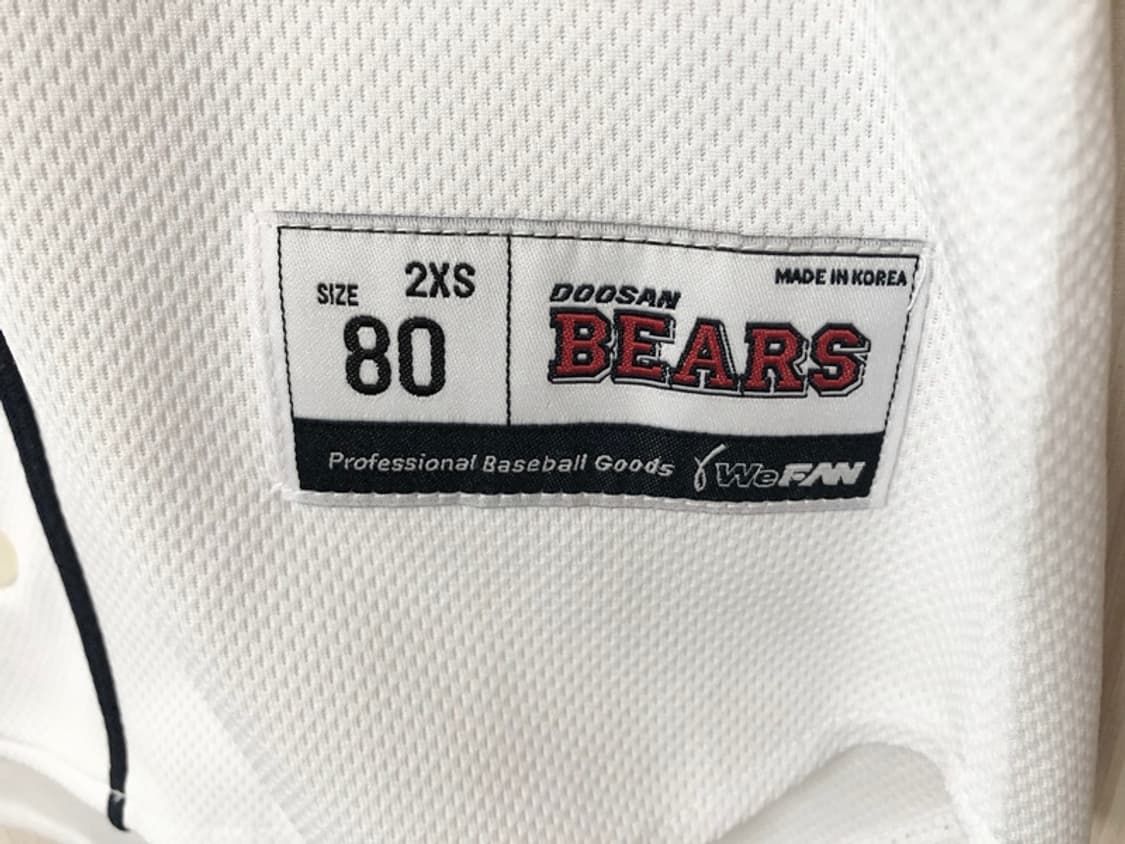 SIZE 2XS
80
MADE IN KOREA
DOOSAN
BEARS
Professional Baseball Goods WeFAN